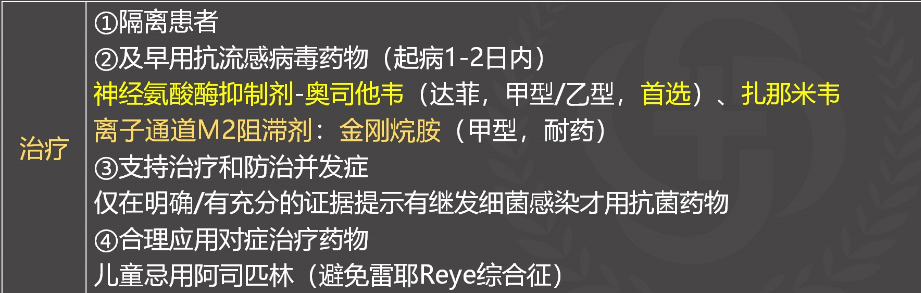 治疗
①隔离患者
②及早用抗流感病毒药物（起病1-2日内）
神经氨酸酶抑制剂-奥司他韦（达菲，甲型/乙型，首选）、扎那米韦
离子通道M2阻滞剂：金刚烷胺（甲型，耐药）
③支持治疗和防治并发症
仅在明确/有充分的证据提示有继发细菌感染才用抗菌药物
④合理应用对症治疗药物
儿童忌用阿司匹林（避免雷耶Reye综合征）